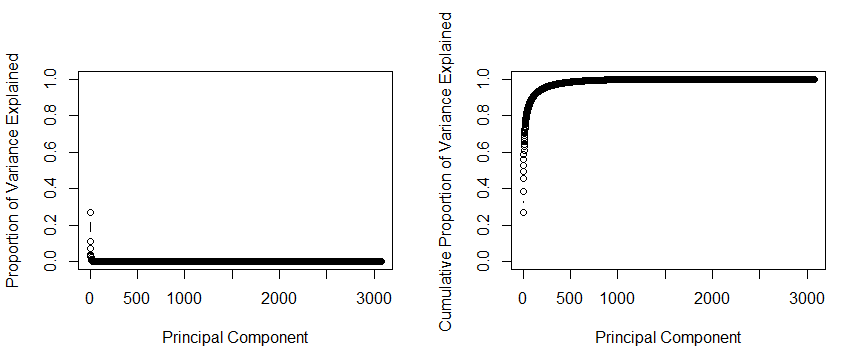 Proportion of Variance Explained
0.0 0.2 0.4 0.6 0.8 1.0
0 500 1000 2000 3000
Principal Component
Cumulative Proportion of Variance Explained
0.0 0.2 0.4 0.6 0.8 1.0
0 500 1000 2000 3000
Principal Component